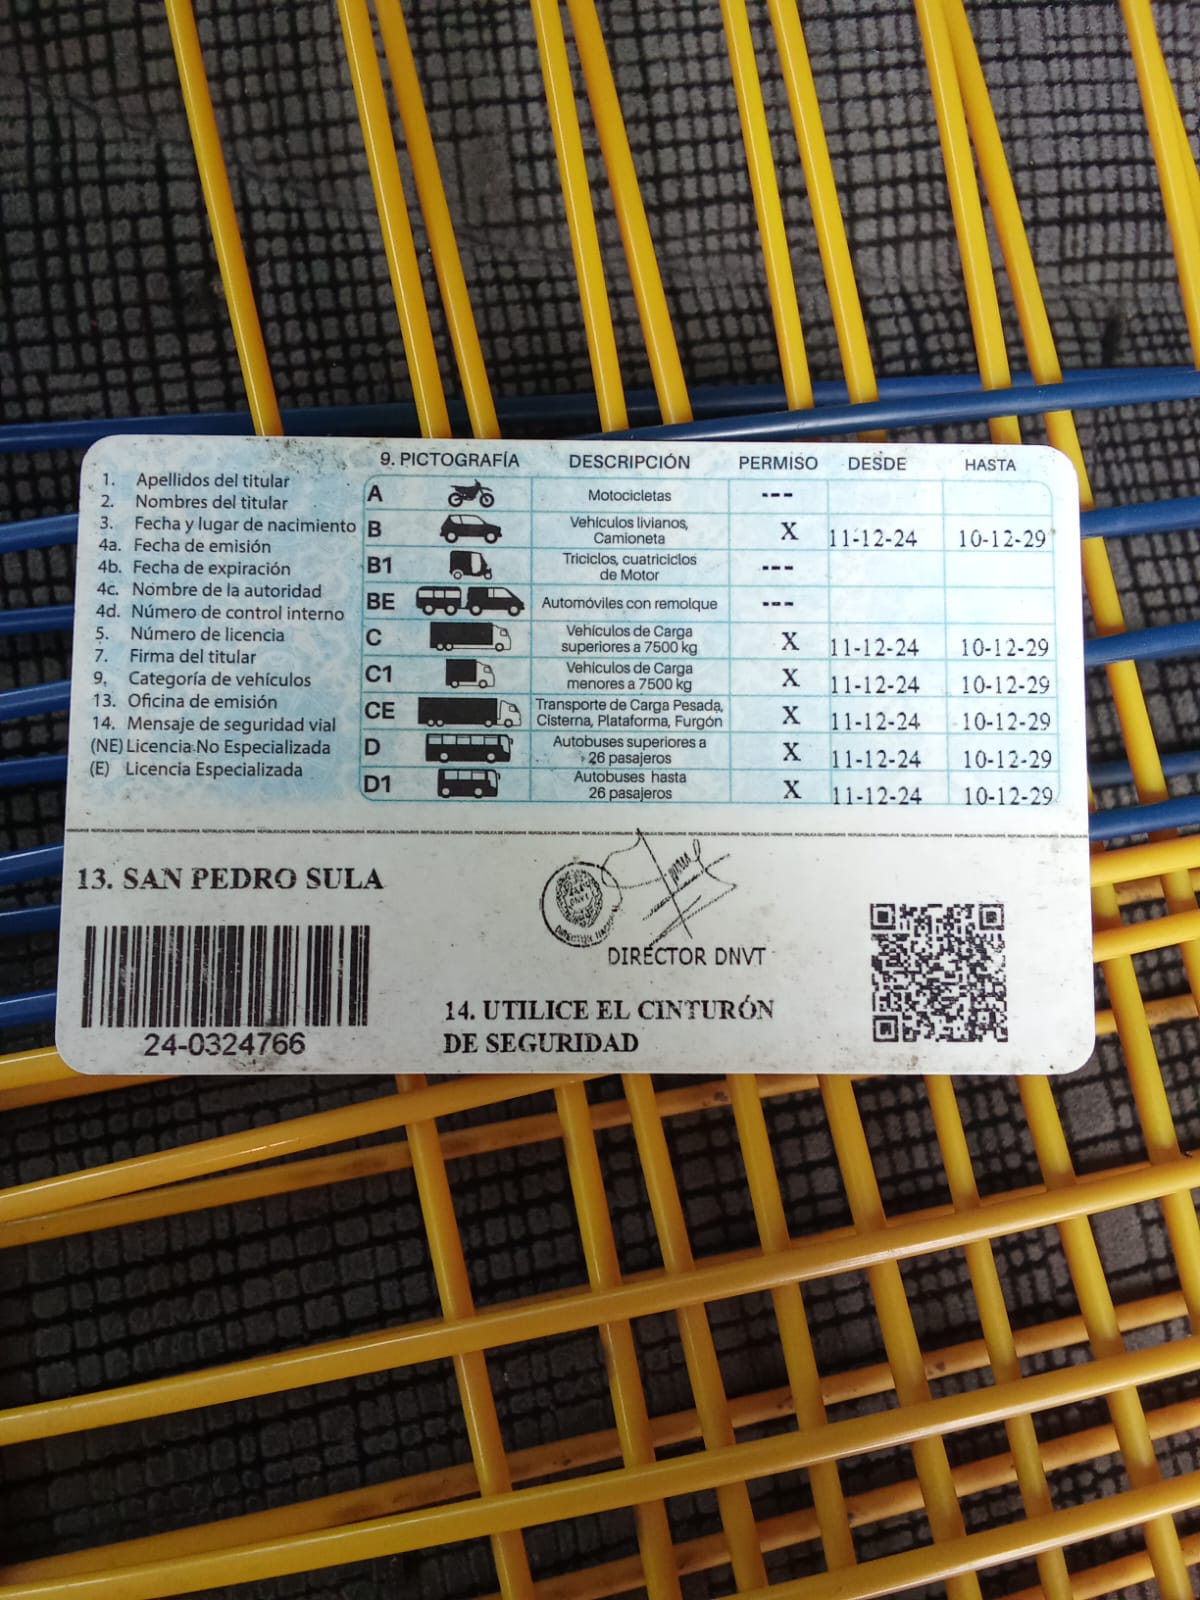 1. Apellidos del titular
2. Nombres del titular
3. Fecha y lugar de nacimiento
4a. Fecha de emisión
4b. Fecha de expiración
4c. Nombre de la autoridad
4d. Número de control interno
5. Número de licencia
7. Firma del titular
9, Categoría de vehículos
13. Oficina de emisión
14. Mensaje de seguridad vial
(NE) Licencia No Especializada
(E) Licencia Especializada
9. PICTOGRAFÍA DESCRIPCIÓN PERMISO DESDE HASTA
A Motocicletas ---
B Vehículos livianos,
Camioneta X 11-12-24 10-12-29
B1 Triciclos, cuatriciclos
de Motor ---
BE Automóviles con remolque ---
C Vehículos de Carga
superiores a 7500 kg X 11-12-24 10-12-29
C1 Vehículos de Carga
menores a 7500 kg X 11-12-24 10-12-29
CE Transporte de Carga Pesada,
Cisterna, Plataforma, Furgón X 11-12-24 10-12-29
D Autobuses superiores a
26 pasajeros X 11-12-24 10-12-29
D1 Autobuses hasta
26 pasajeros X 11-12-24 10-12-29
13. SAN PEDRO SULA
24-0324766
DIRECTOR DNVT
14. UTILICE EL CINTURÓN
DE SEGURIDAD